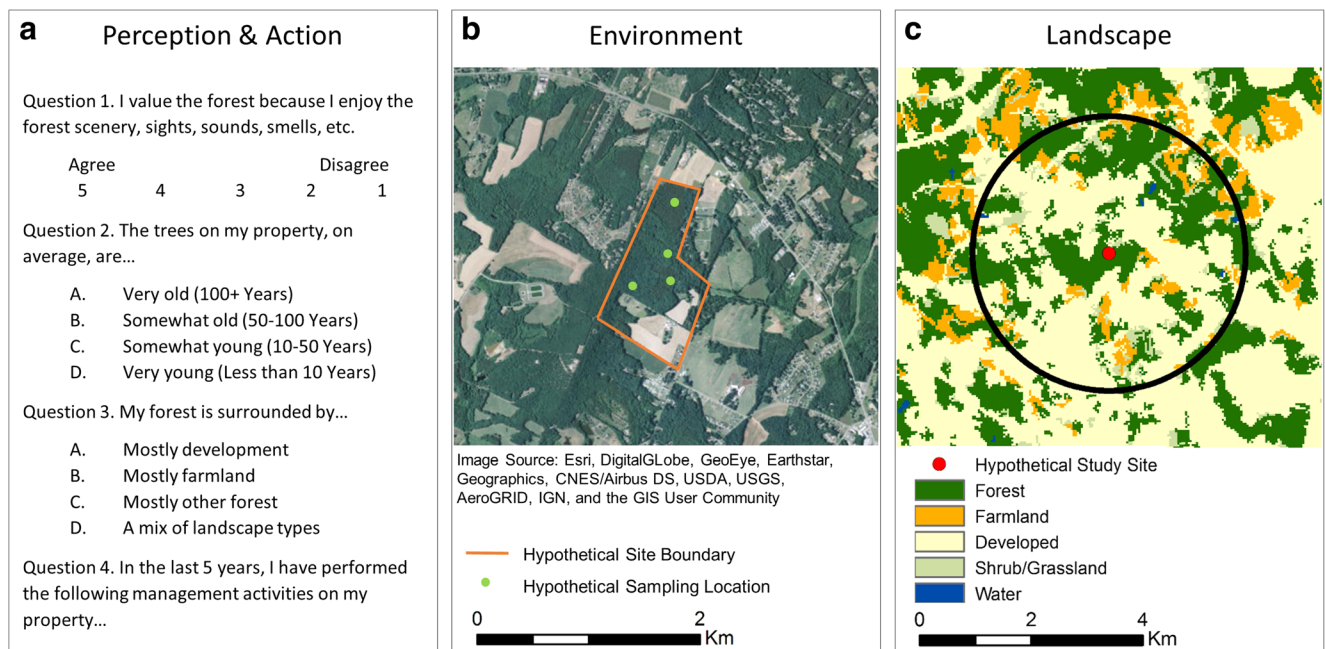 a Perception & Action
Question 1. I value the forest because I enjoy the
forest scenery, sights, sounds, smells, etc.
Agree Disagree
5 4 3 2 1
Question 2. The trees on my property, on
average, are...
A. Very old (100+ Years)
B. Somewhat old (50-100 Years)
C. Somewhat young (10-50 Years)
D. Very young (Less than 10 Years)
Question 3. My forest is surrounded by...
A. Mostly development
B. Mostly farmland
C. Mostly other forest
D. A mix of landscape types
Question 4. In the last 5 years, I have performed
the following management activities on my
property...
b Environment
Image Source: Esri, DigitalGLobe, GeoEye, Earthstar,
Geographics, CNES/Airbus DS, USDA, USGS,
AeroGRID, IGN, and the GIS User Community
Hypothetical Site Boundary
Hypothetical Sampling Location
0 2
Km
c Landscape
Hypothetical Study Site
Forest
Farmland
Developed
Shrub/Grassland
Water
0 4
Km